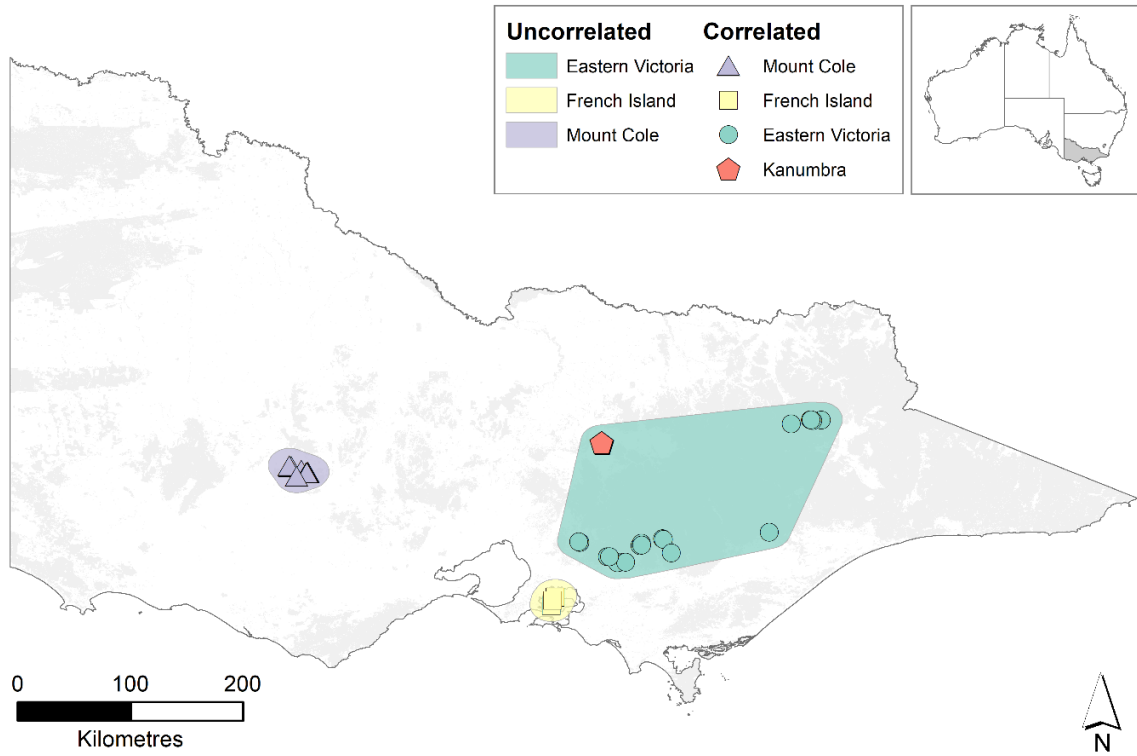 Uncorrelated Correlated
Eastern Victoria Mount Cole
French Island French Island
Mount Cole Eastern Victoria
Kanumbra
0 100 200
Kilometres
N